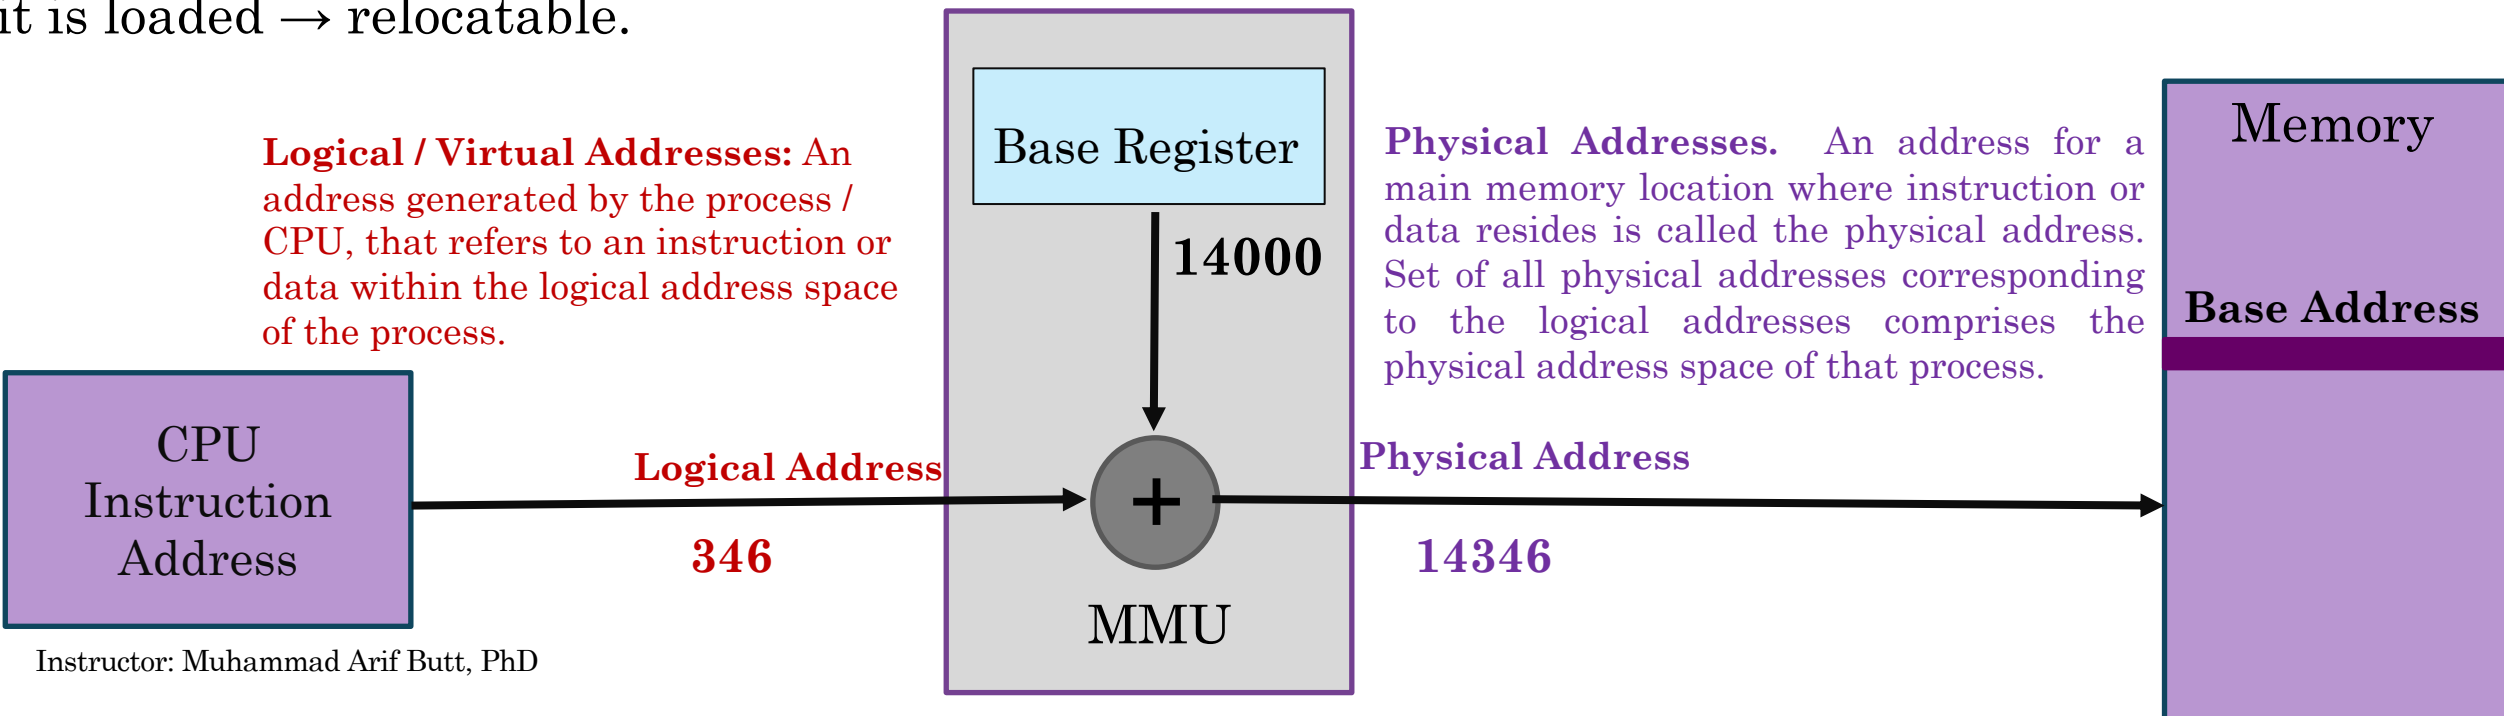 it is loaded → relocatable.
Logical / Virtual Addresses: An
address generated by the process /
CPU, that refers to an instruction or
data within the logical address space
of the process.
Base Register
14000
Physical Addresses. An address for a
main memory location where instruction or
data resides is called the physical address.
Set of all physical addresses corresponding
to the logical addresses comprises the
physical address space of that process.
Memory
Base Address
CPU
Instruction
Address
Logical Address
346
+
MMU
Physical Address
14346
Instructor: Muhammad Arif Butt, PhD